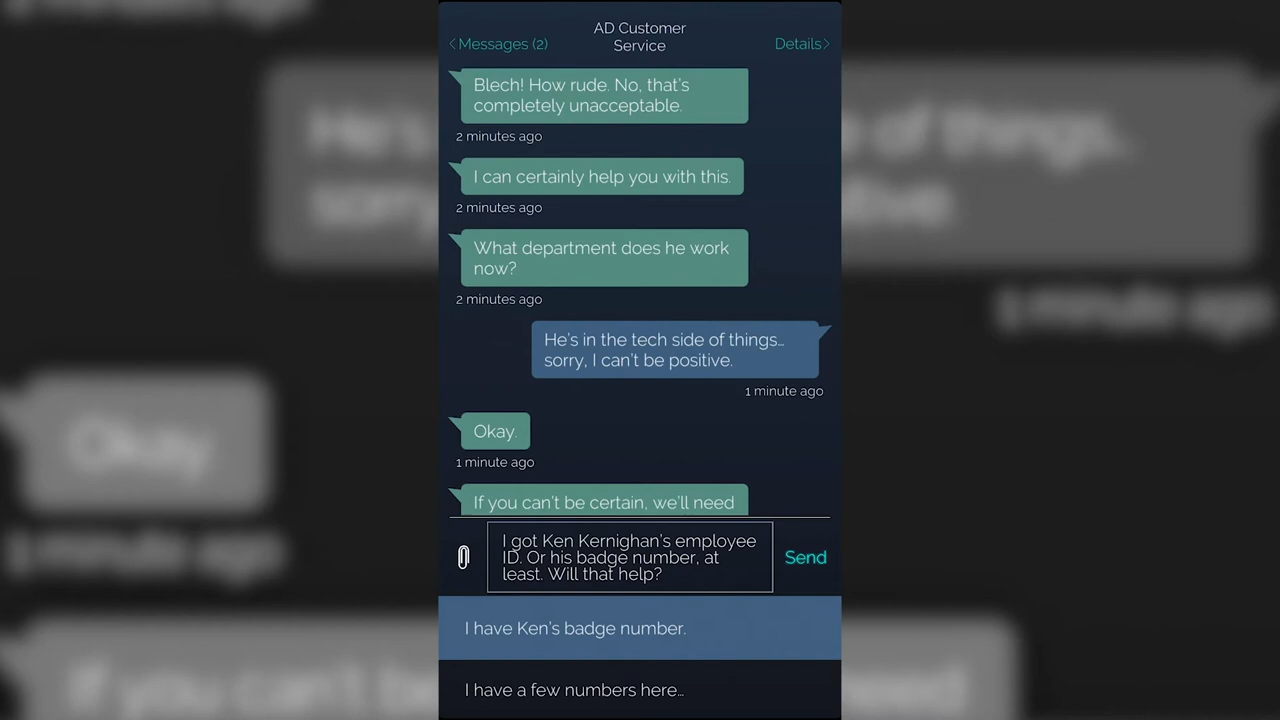 AD Customer
Service
Messages (2)
Details
Blech! How rude. No, that's
completely unacceptable.
2 minutes ago
I can certainly help you with this.
2 minutes ago
What department does he work
now?
2 minutes ago
He's in the tech side of things...
sorry, I can't be positive.
1 minute ago
Okay.
1 minute ago
If you can't be certain, we'll need
I got Ken Kernighan's employee
ID. Or his badge number, at
least. Will that help?
Send
I have Ken's badge number.
I have a few numbers here...